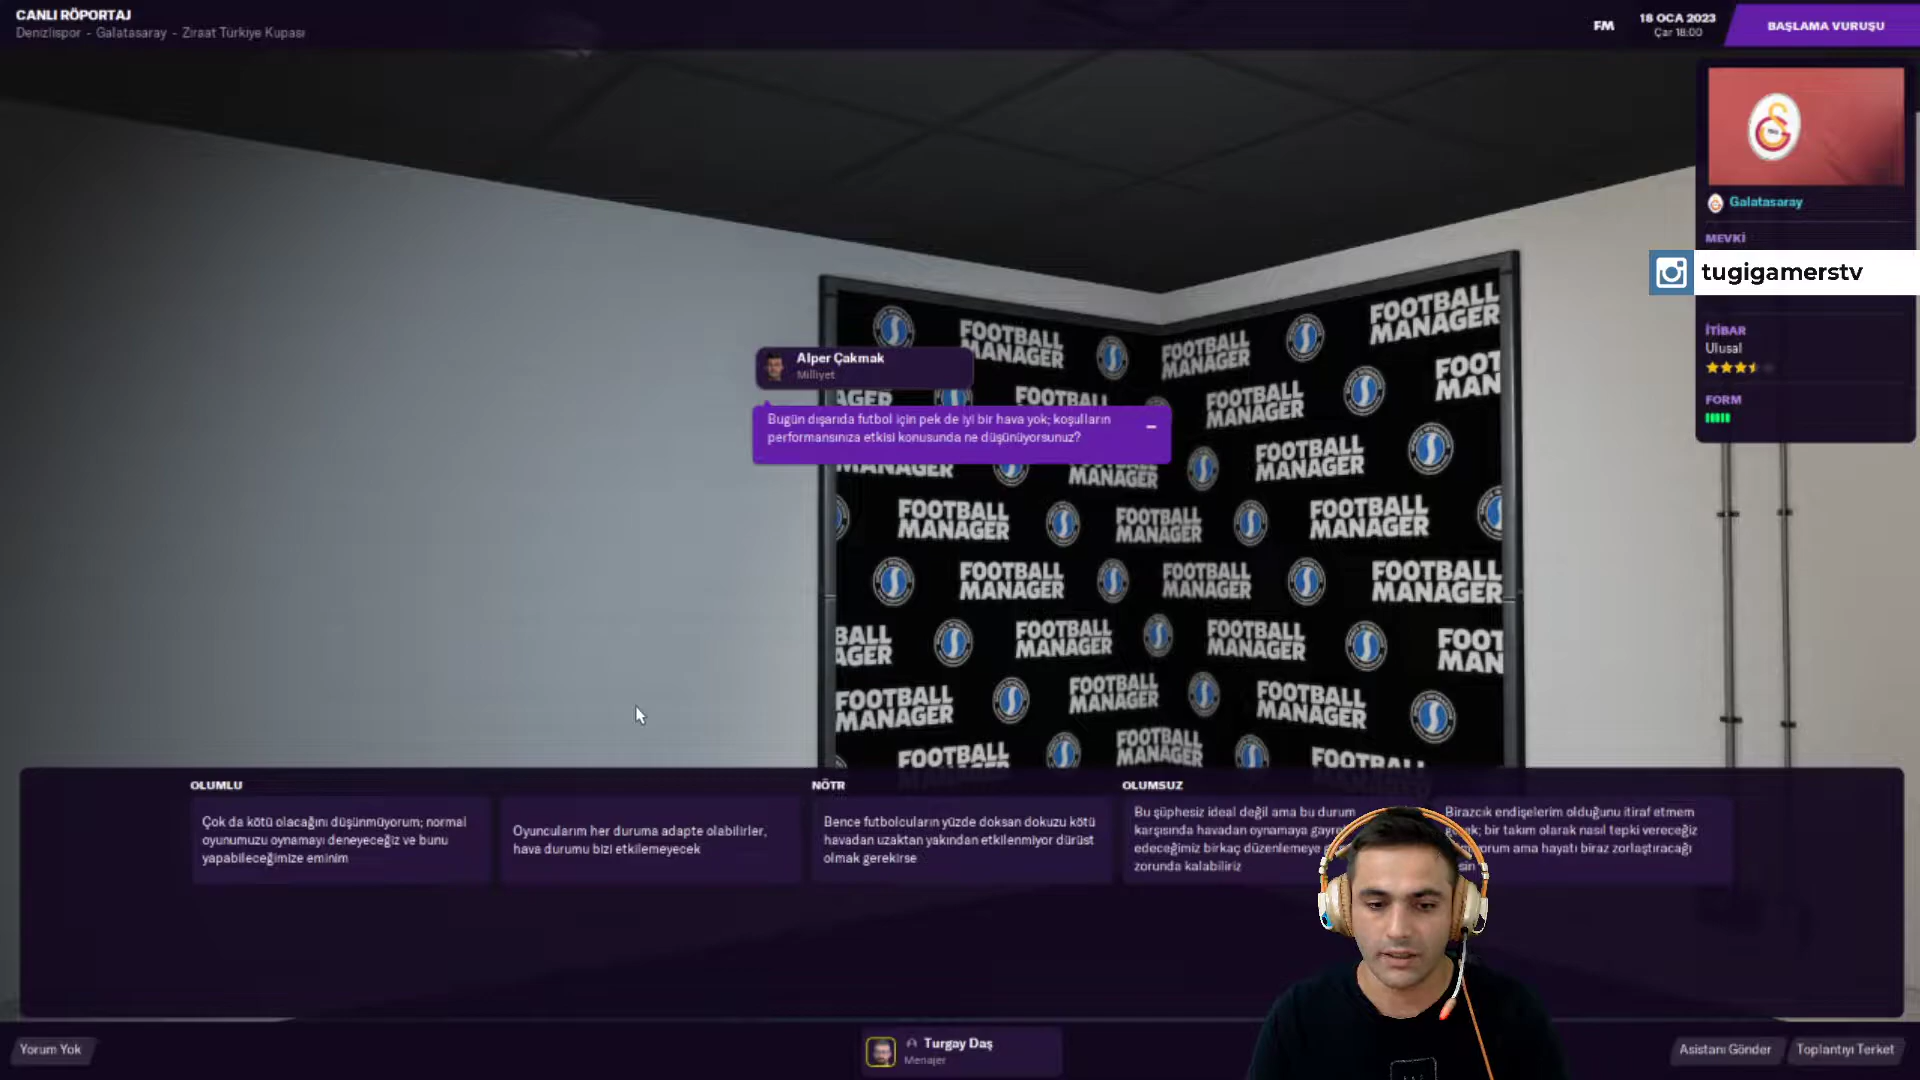 CANLI RÖPORTAJ
Denizlispor - Galatasaray - Ziraat Türkiye Kupası
FM
18 OCA 2023
Çar 18:00
BAŞLAMA VURUŞU
Galatasaray
MEVKİ
tugigamerstv
İTİBAR
Ulusal
FORM
Alper Çakmak
Milliyet
Bugün dışarıda futbol için pek de iyi bir hava yok; koşulların
performansınıza etkisi konusunda ne düşünüyorsunuz?
FOOTBALL
MANAGER
OLUMLU
Çok da kötü olacağını düşünmüyorum; normal
oyunumuzu oynamayı deneyeceğiz ve bunu
yapabileceğimize eminim
Oyuncularım her duruma adapte olabilirler,
hava durumu bizi etkilemeyecek
NÖTR
Bence futbolcuların yüzde doksan dokuzu kötü
havadan uzaktan yakından etkilenmiyor dürüst
olmak gerekirse
OLUMSUZ
Bu şüphesiz ideal değil ama bu durum
karşısında havadan oynamaya
edeceğimiz birkaç düzenlemeye
zorunda kalabiliriz
Birazcık endişelerim olduğunu itiraf etmem
bir takım olarak nasıl tepki vereceğiz
ama hayatı biraz zorlaştıracağı
Yorum Yok
Turgay Daş
Menajer
Asistanı Gönder
Toplantıyı Terket